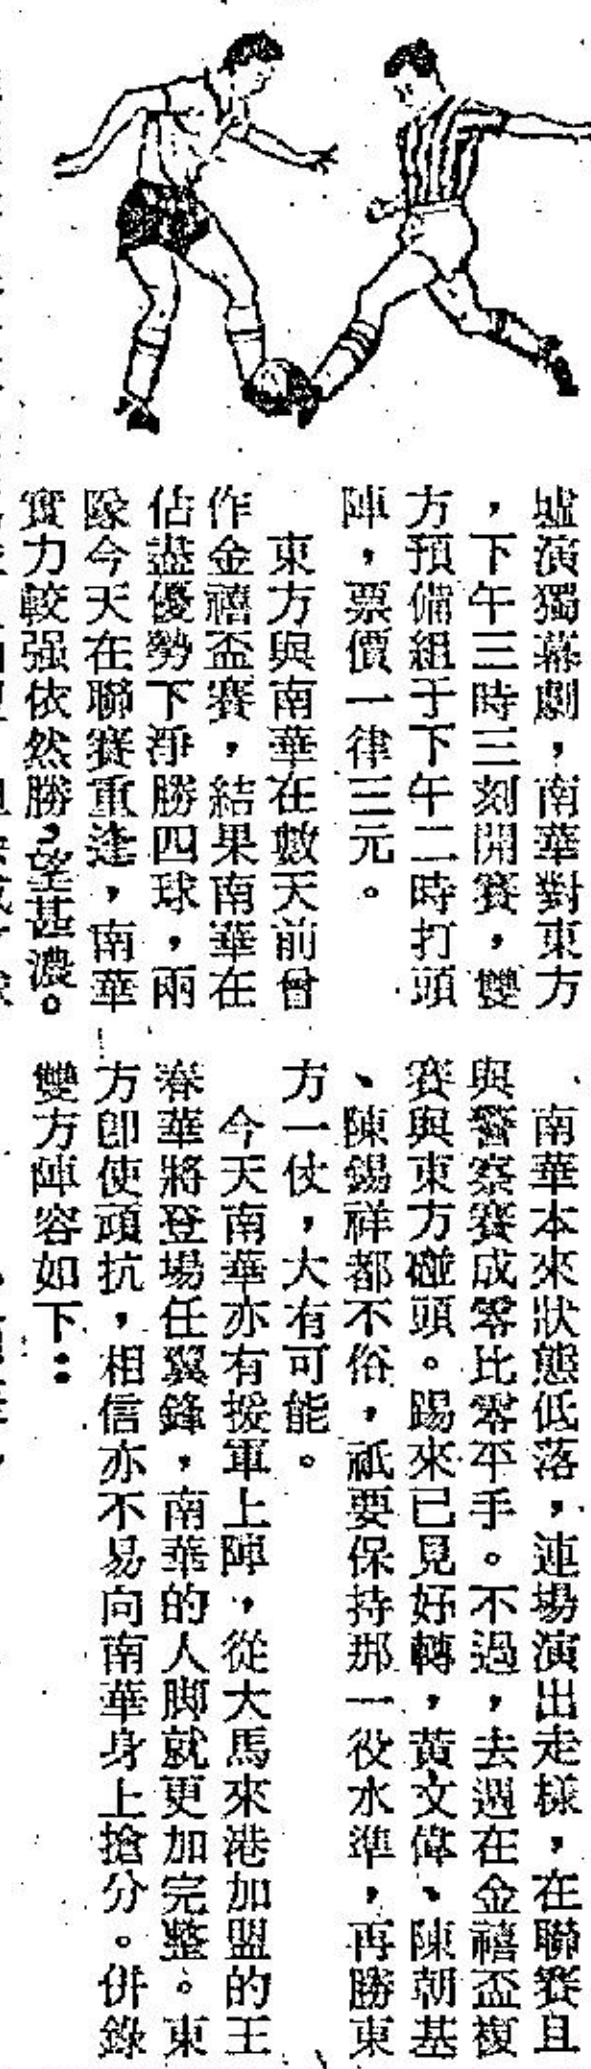 墟演獨幕劇，南華對東方
，下午三時三刻開賽，雙
方預備組于下午二時打頭
陣，票價一律三元。
東方與南華在數天前曾
作金禧盃賽，結果南華在
佔盡優勢下淨勝四球，兩
隊今天在聯賽重逢，南華
實力較强依然勝，望甚濃。
南華本來狀態低落，連場演出走樣，在聯賽且
與警察賽成零比零平手。不過，去週在金禧盃複
賽與東方碰頭。踢來已見好轉，黃文偉、陳朝基
、陳錫祥都不俗，祇要保持那一役水準，再勝東
方一仗，大有可能。
今天南華亦有援軍上陣，從大馬來港加盟的王
春華將登場任翼鋒，南華的人脚就更加完整。東
方卽使頑抗，相信亦不易向南華身上搶分。併錄
雙方陣容如下：